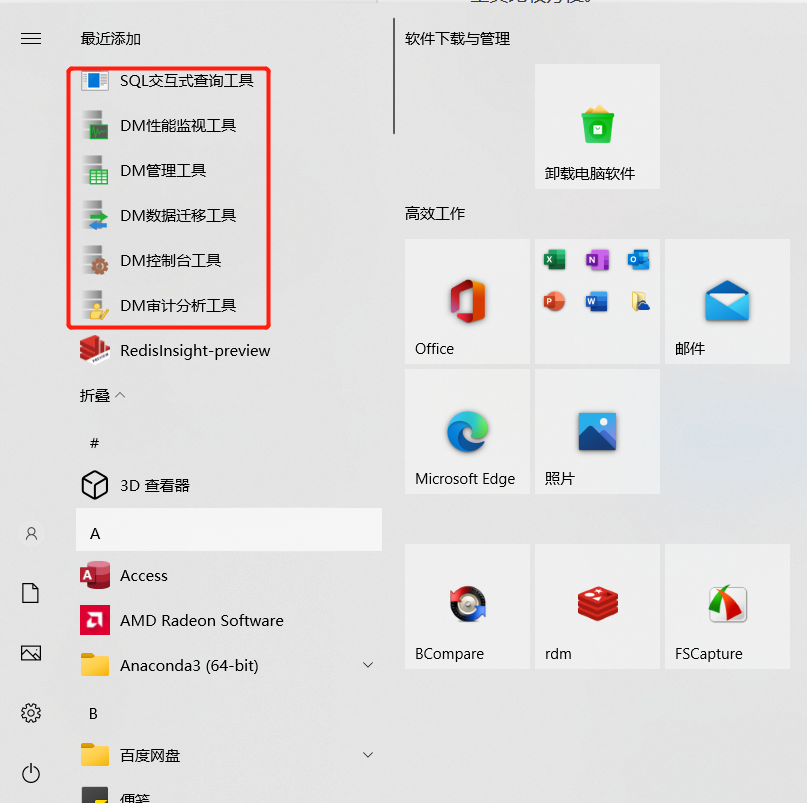 最近添加
SQL交互式查询工具
DM性能监视工具
DM管理工具
DM数据迁移工具
DM控制台工具
DM审计分析工具
RedisInsight-preview
折叠
#
3D 查看器
A
Access
AMD Radeon Software
Anaconda3 (64-bit)
B
百度网盘
便笺
软件下载与管理
卸载电脑软件
高效工作
Office
邮件
Microsoft Edge
照片
BCompare
rdm
FSCapture